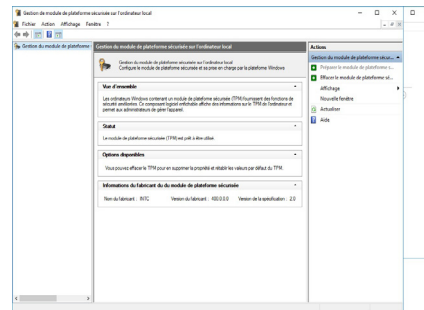 Gestion de module de plateforme sécurisée sur l'ordinateur local
Fichier Action Affichage Fenêtre ?
Gestion du module de plateforme
Gestion du module de plateforme sécurisée sur l'ordinateur local
Gestion du module de plateforme sécurisée sur l'ordinateur local
Configure le module de plateforme sécurisée et sa prise en charge par la plateforme Windows
Vue d'ensemble
Les ordinateurs Windows contenant un module de plateforme sécurisée (TPM) fournissent des fonctions de
sécurité améliorées. Ce composant logiciel enfichable affiche des informations sur le TPM de l'ordinateur et
permet aux administrateurs de gérer l'appareil.
Statut
Le module de plateforme sécurisée (TPM) est prêt à être utilisé.
Options disponibles
Vous pouvez effacer le TPM pour en supprimer la propriété et rétablir les valeurs par défaut du TPM.
Informations du fabricant du du module de plateforme sécurisée
Nom du fabricant : INTC Version du fabricant : 400.0.0.0 Version de la spécification : 2.0
Actions
Gestion du module de plateforme sécur...
Préparer le module de plateforme s...
Effacer le module de plateforme sé...
Affichage
Nouvelle fenêtre
Actualiser
Aide